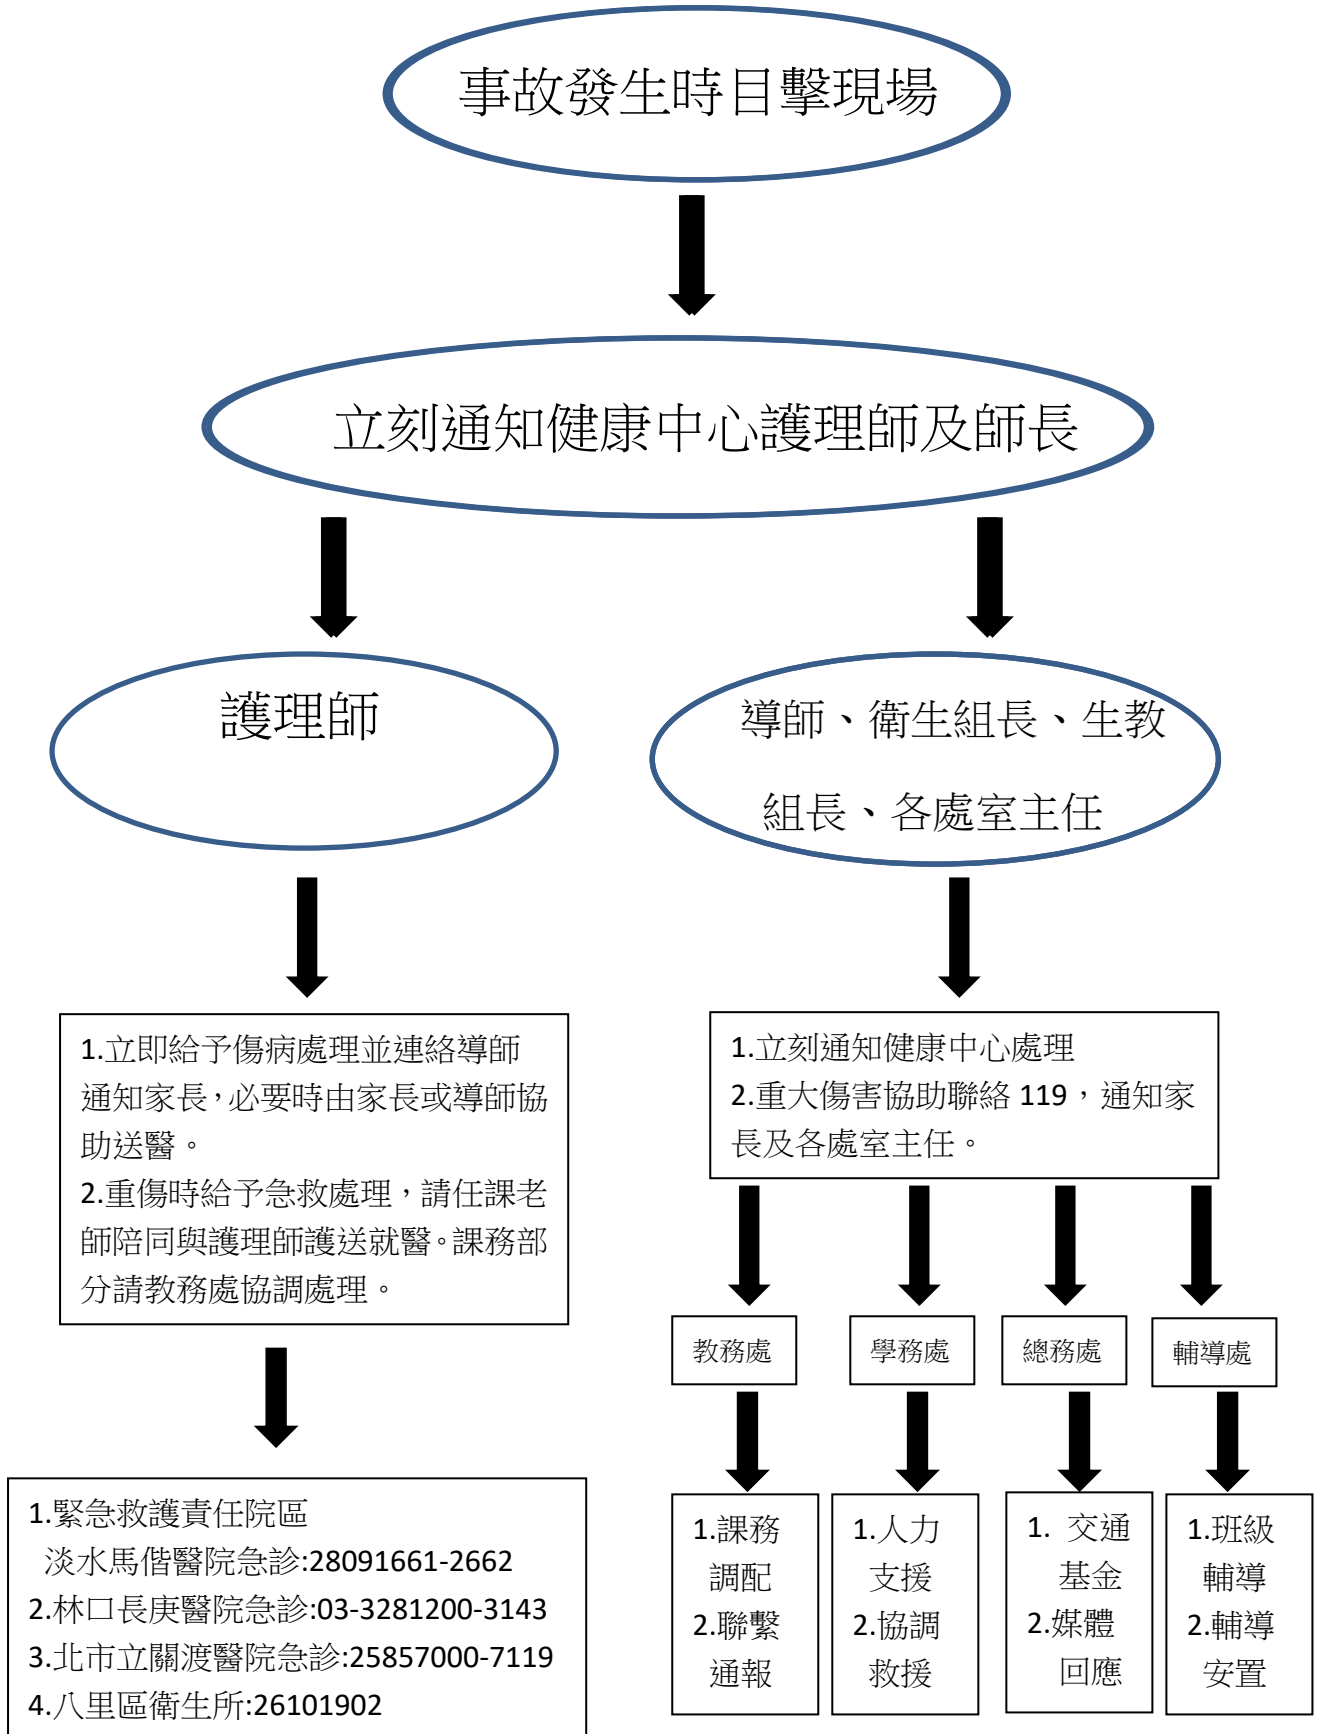 事故發生時目擊現場
立刻通知健康中心護理師及師長
護理師
導師、衛生組長、生教
組長、各處室主任
1.立即給予傷病處理並連絡導師
通知家長，必要時由家長或導師協
助送醫。
2.重傷時給予急救處理，請任課老
師陪同與護理師護送就醫。課務部
分請教務處協調處理。
1.立刻通知健康中心處理
2.重大傷害協助聯絡 119，通知家
長及各處室主任。
教務處
學務處
總務處
輔導處
1.緊急救護責任院區
淡水馬偕醫院急診:28091661-2662
2.林口長庚醫院急診:03-3281200-3143
3.北市立關渡醫院急診:25857000-7119
4.八里區衛生所:26101902
1.課務
調配
2.聯繫
通報
1.人力
支援
2.協調
救援
1. 交通
基金
2.媒體
回應
1.班級
輔導
2.輔導
安置